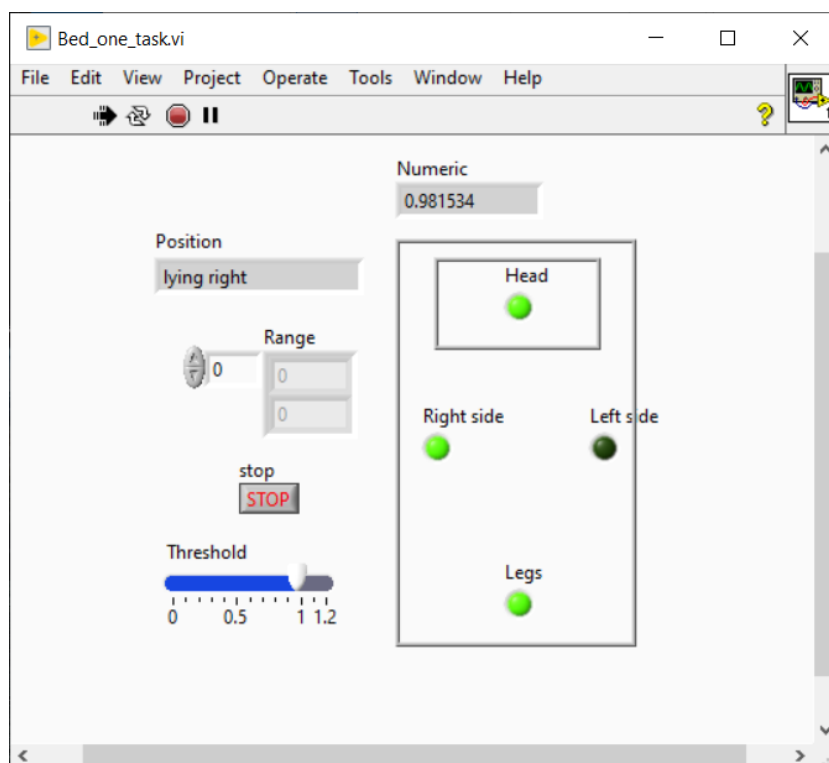 Bed_one_task.vi
File Edit View Project Operate Tools Window Help
Numeric
0.981534
Position
lying right
Head
Range
0
0
0
Right side
Left side
stop
STOP
Threshold
0 0.5 1 1.2
Legs